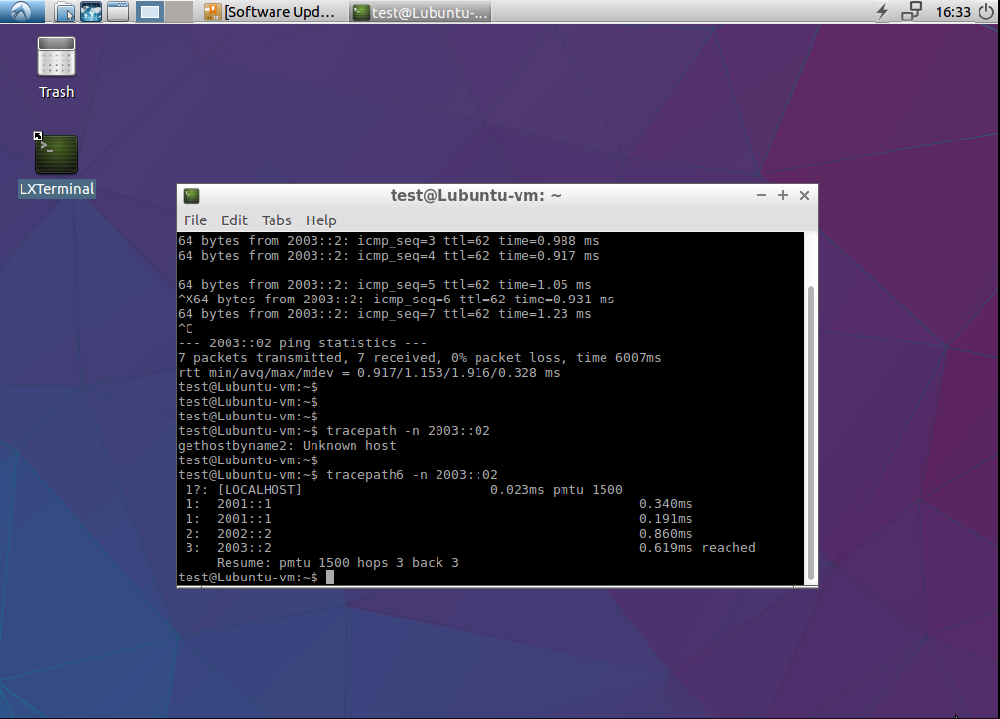 [Software Upd...
test@Lubuntu-...
16:33
Trash
>_
LXTerminal
test@Lubuntu-vm: ~
File Edit Tabs Help
64 bytes from 2003::2: icmp_seq=3 ttl=62 time=0.988 ms
64 bytes from 2003::2: icmp_seq=4 ttl=62 time=0.917 ms
64 bytes from 2003::2: icmp_seq=5 ttl=62 time=1.05 ms
^X64 bytes from 2003::2: icmp_seq=6 ttl=62 time=0.931 ms
64 bytes from 2003::2: icmp_seq=7 ttl=62 time=1.23 ms
^C
--- 2003::02 ping statistics ---
7 packets transmitted, 7 received, 0% packet loss, time 6007ms
rtt min/avg/max/mdev = 0.917/1.153/1.916/0.328 ms
test@Lubuntu-vm:~$
test@Lubuntu-vm:~$
test@Lubuntu-vm:~$
test@Lubuntu-vm:~$ tracepath -n 2003::02
gethostbyname2: Unknown host
test@Lubuntu-vm:~$
test@Lubuntu-vm:~$ tracepath6 -n 2003::02
1?: [LOCALHOST] 0.023ms pmtu 1500
1: 2001::1 0.340ms
1: 2001::1 0.191ms
2: 2002::2 0.860ms
3: 2003::2 0.619ms reached
Resume: pmtu 1500 hops 3 back 3
test@Lubuntu-vm:~$